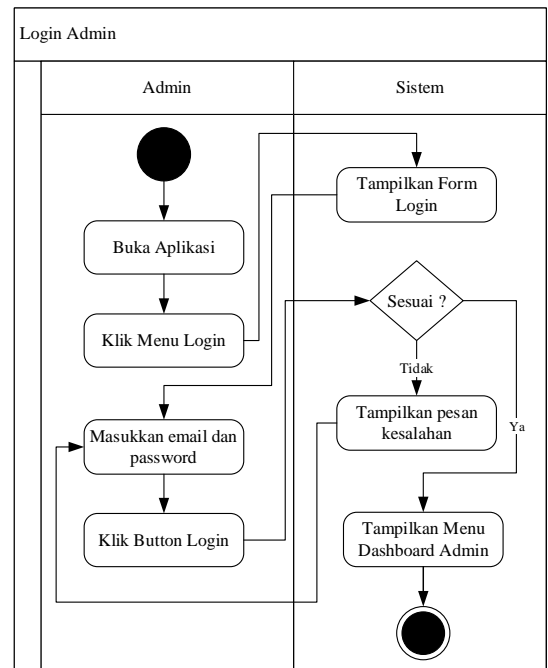 Login Admin
Admin
Sistem
Tampilkan Form
Login
Buka Aplikasi
Klik Menu Login
Sesuai ?
Tidak
Ya
Masukkan email dan
password
Tampilkan pesan
kesalahan
Klik Button Login
Tampilkan Menu
Dashboard Admin